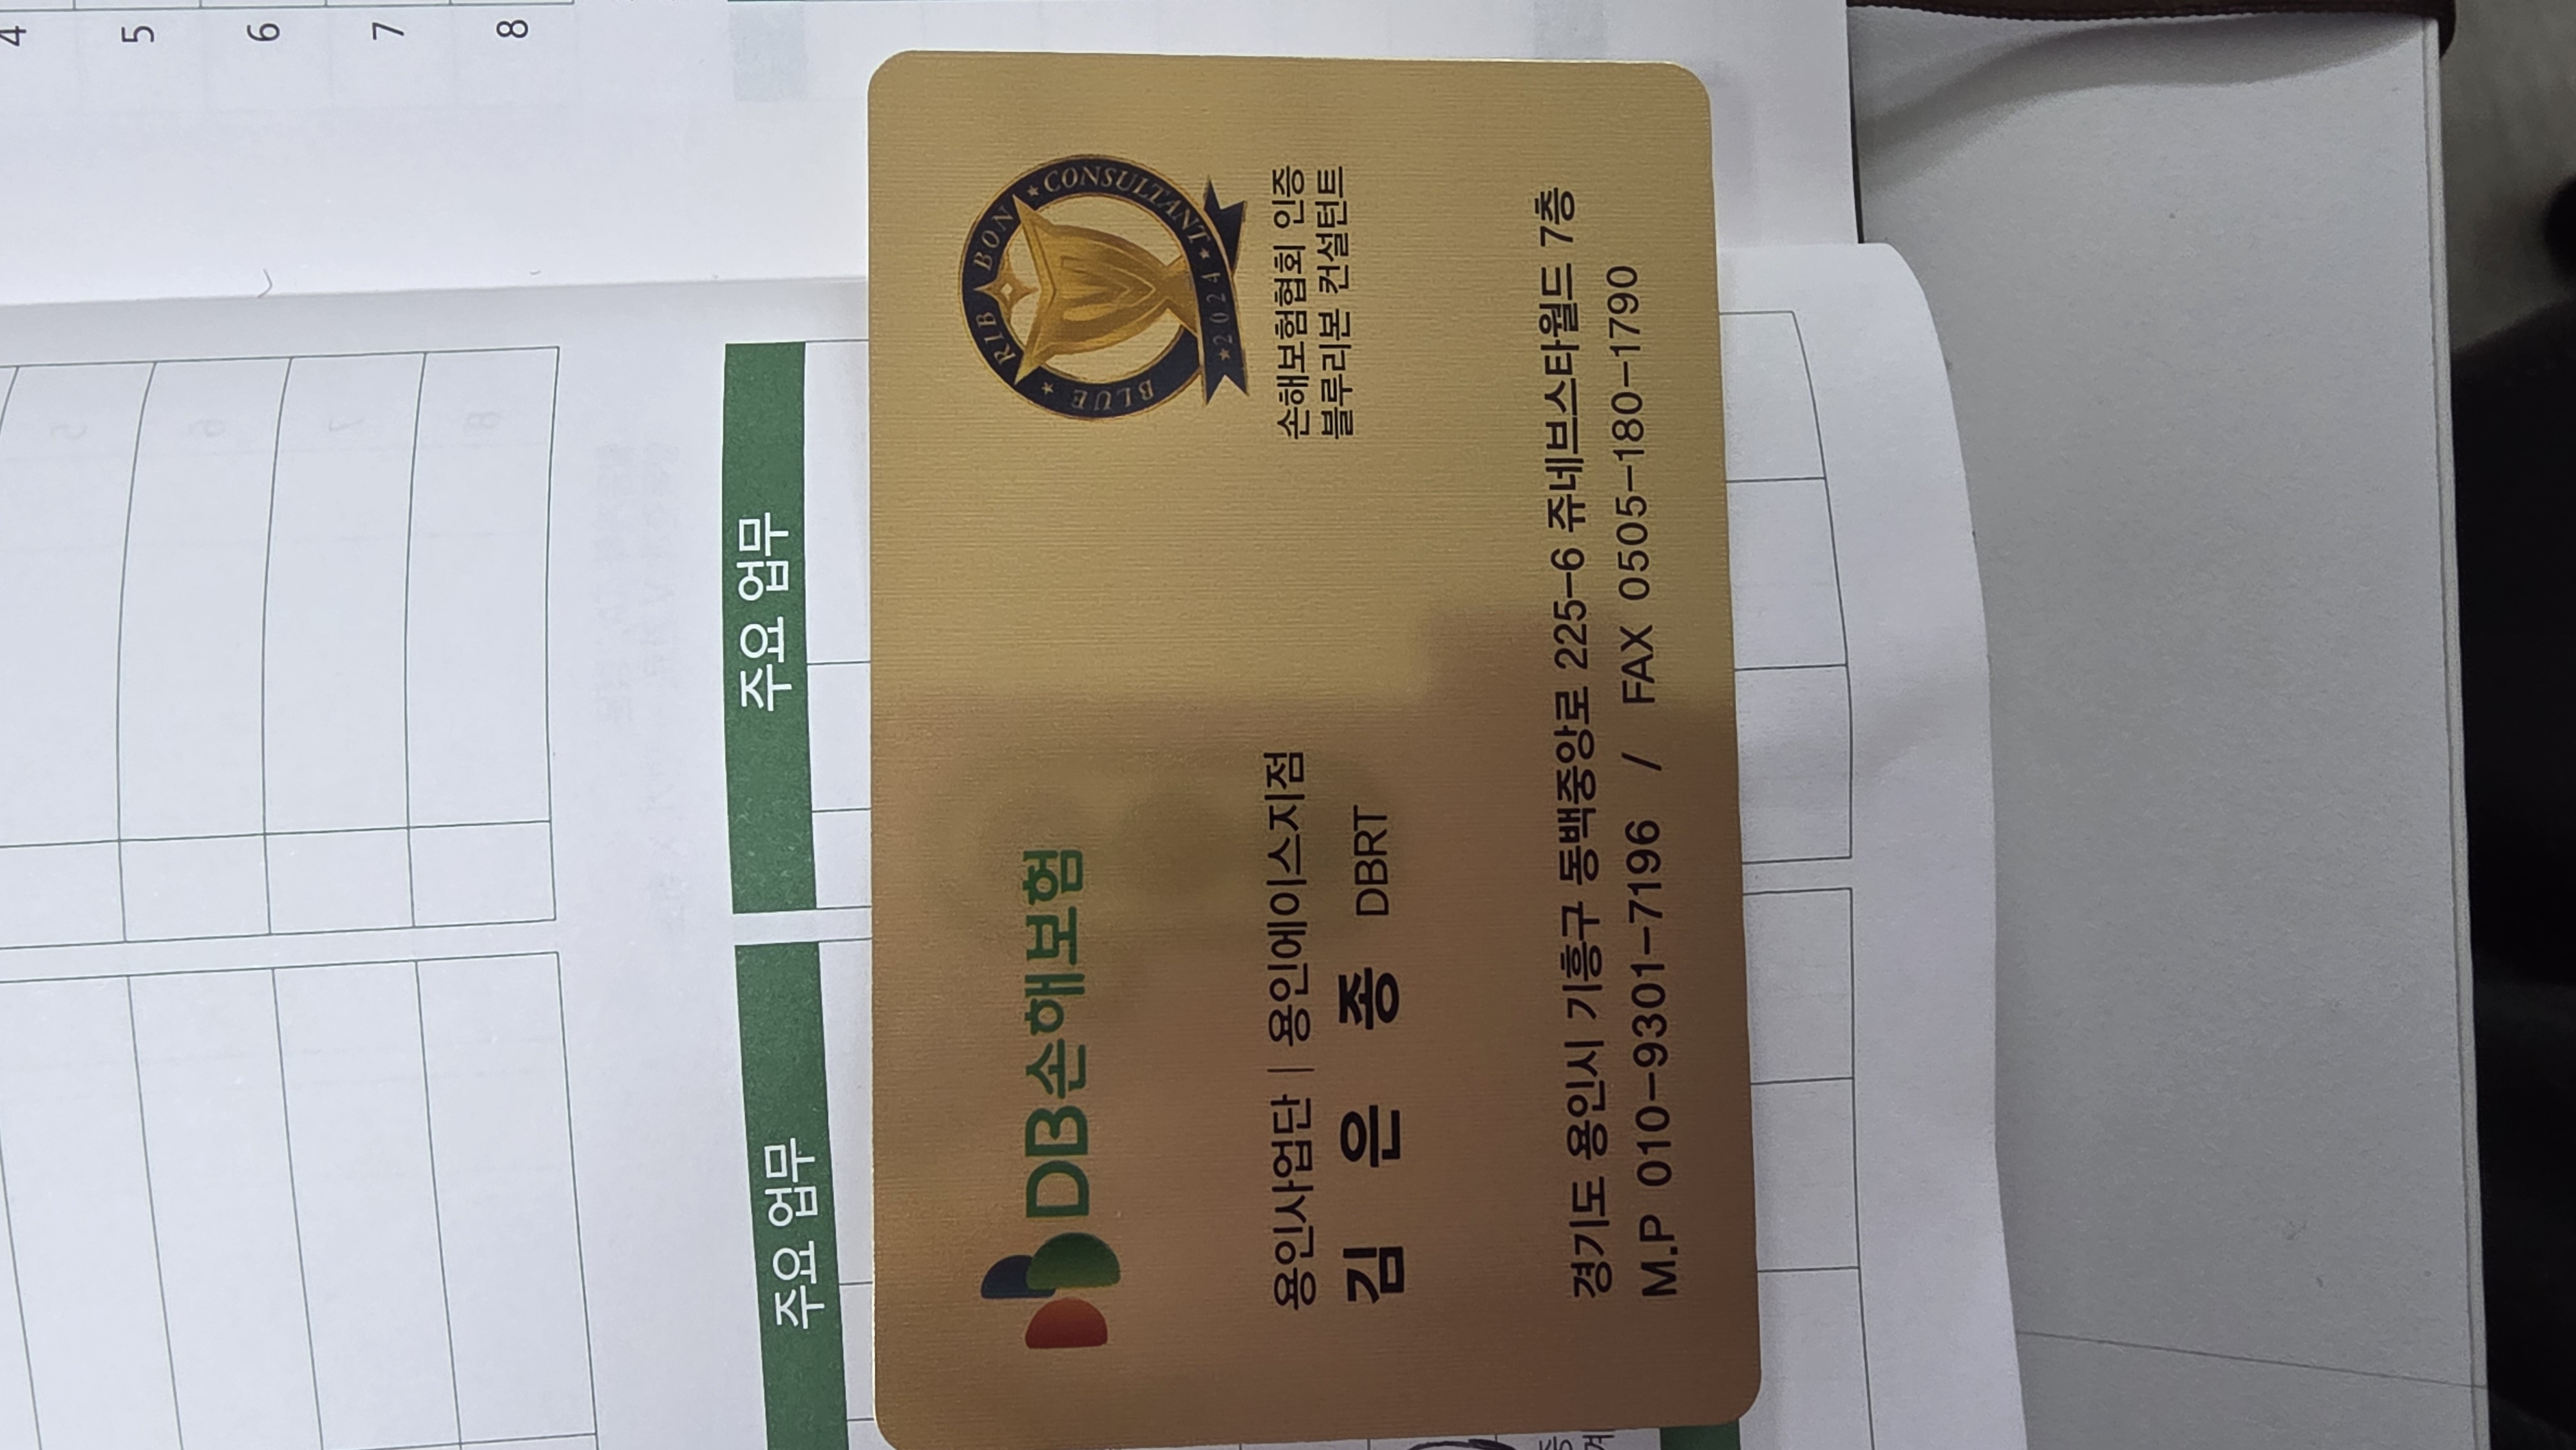 4
5
6
7
8
주요 업무
주요 업무
DB손해보험
BLUE RIBBON CONSULTANT
2024
손해보험협회 인증
블루리본 컨설턴트
용인사업단 | 용인에이스지점
김 은 종 DBRT
경기도 용인시 기흥구 동백중앙로 225-6 쥬네브스타월드 7층
M.P 010-9301-7196 / FAX 0505-180-1790